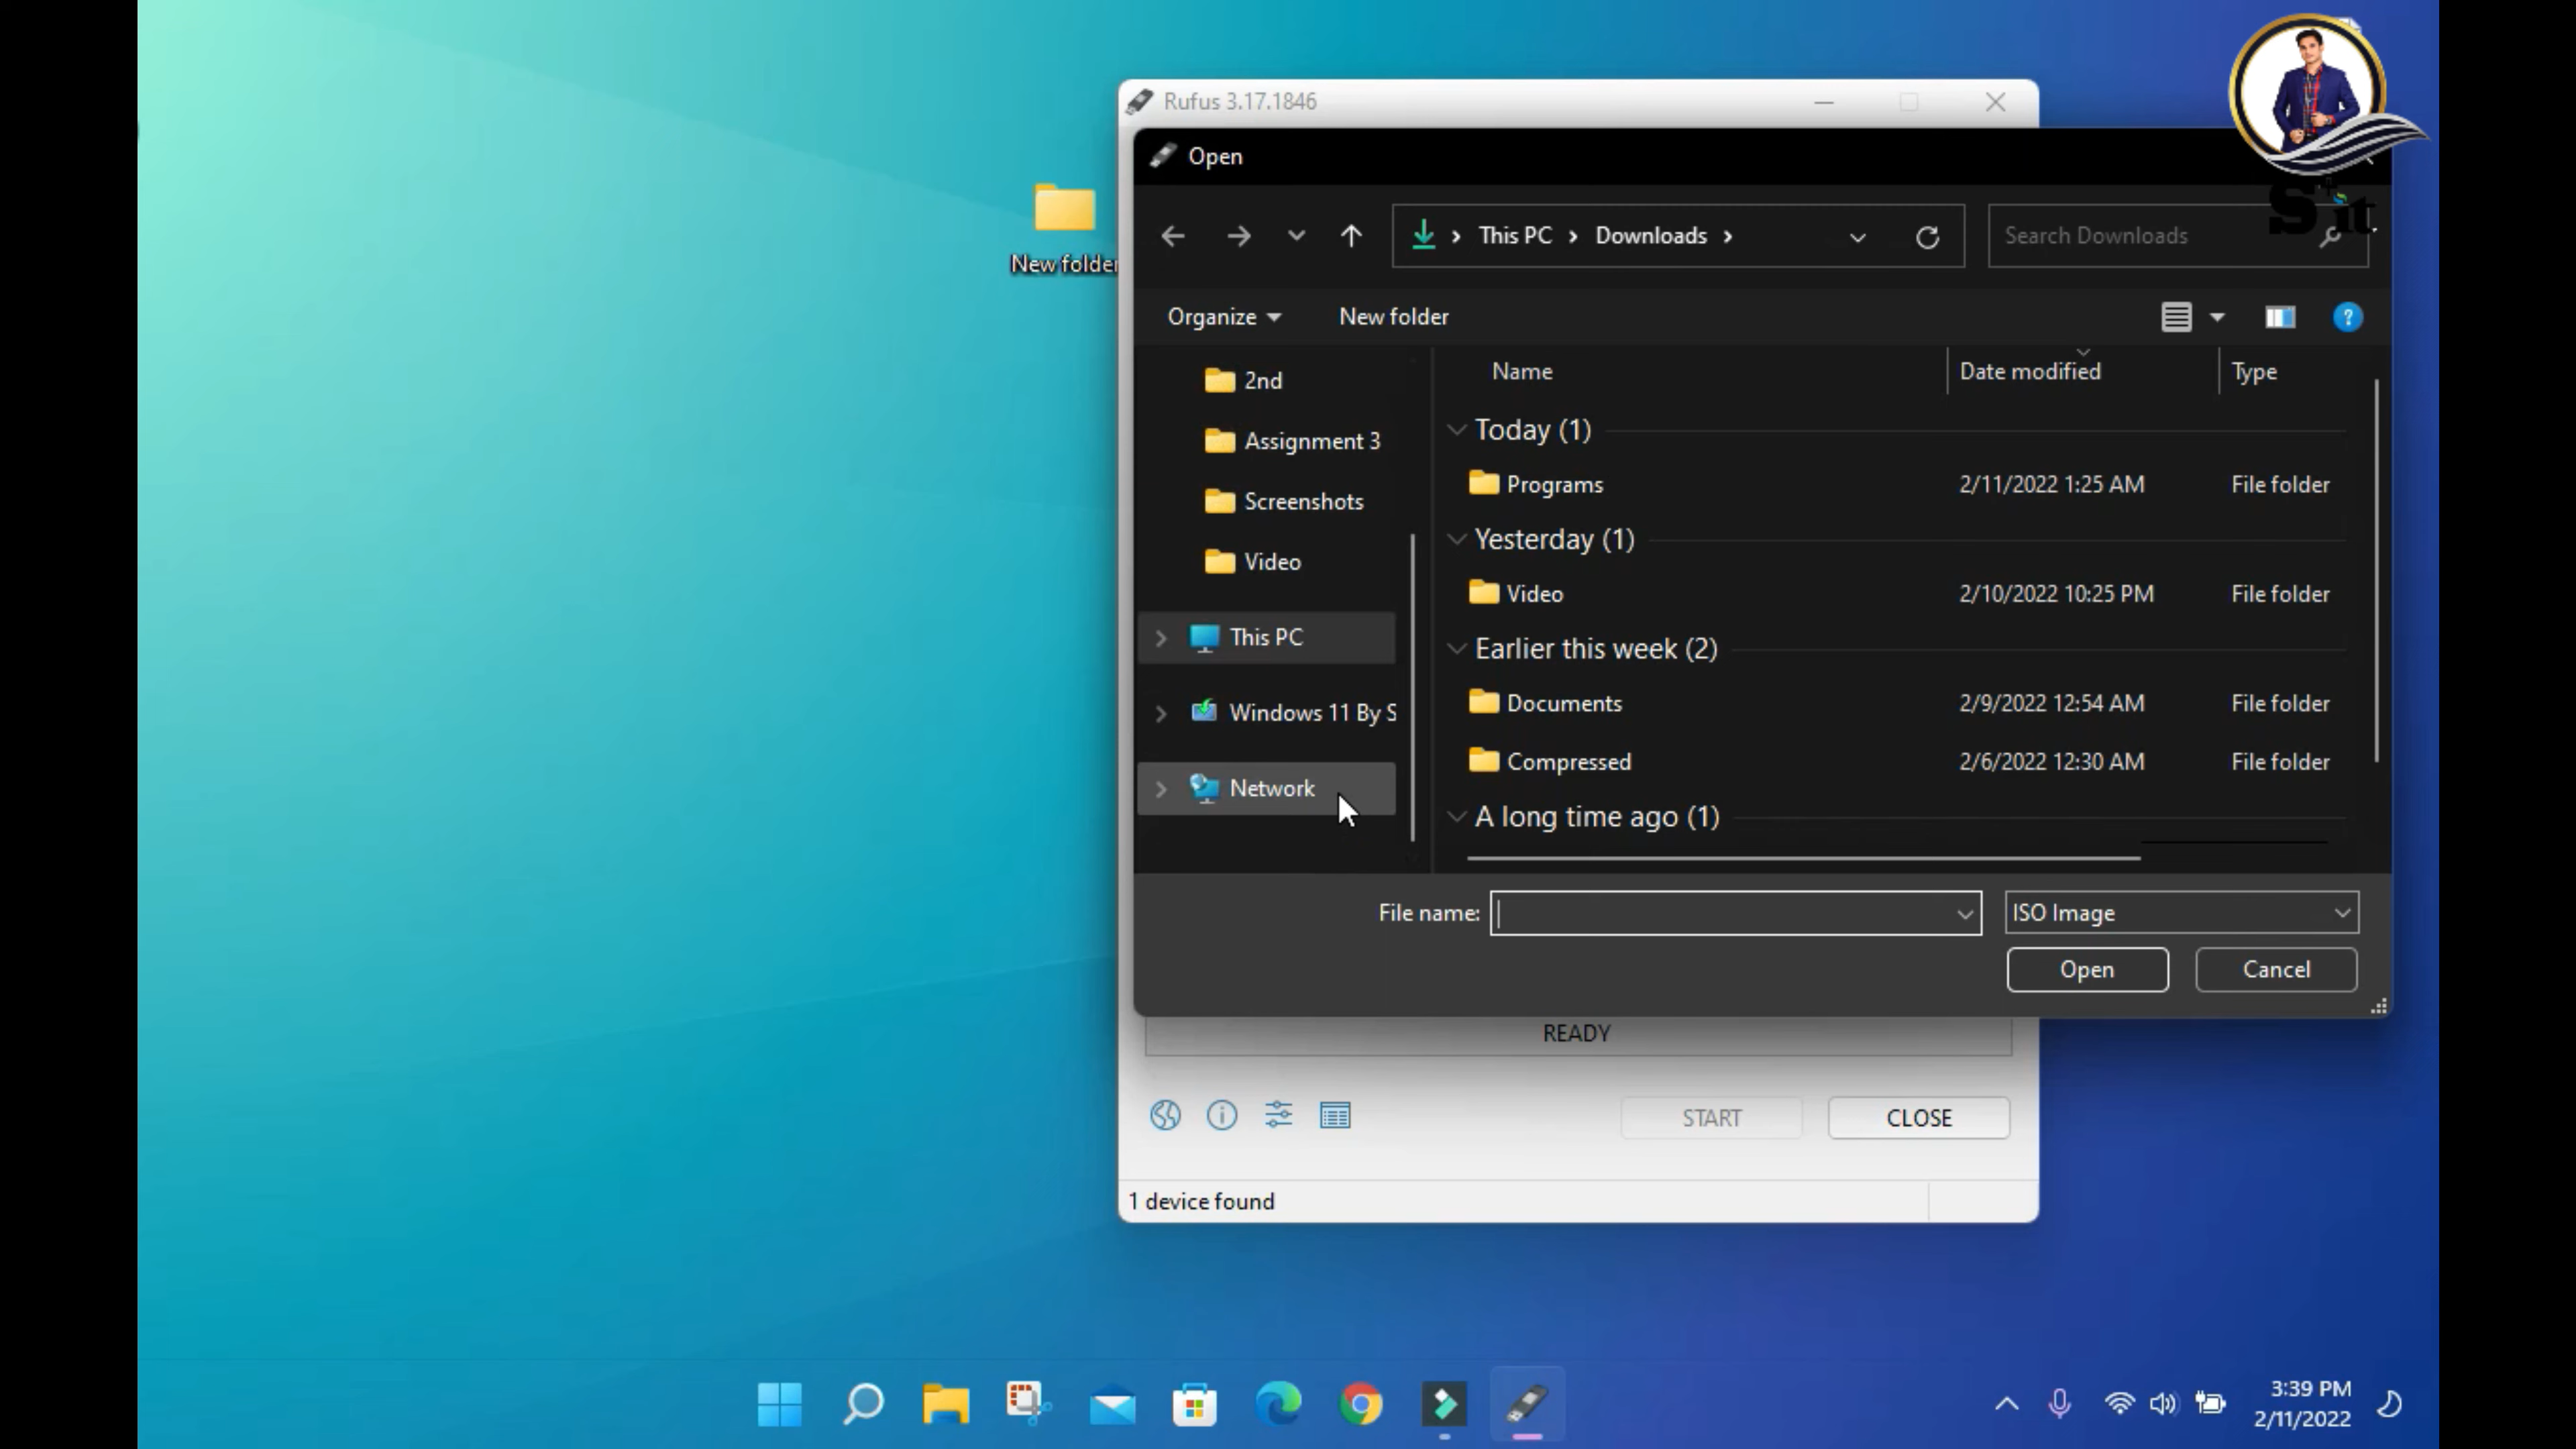 Rufus 3.17.1846
Open
This PC
Downloads
Search Downloads
S+it
Organize
New folder
New folder
Name
Date modified
Type
2nd
Assignment 3
Screenshots
Video
This PC
Windows 11 By S
Network
Today (1)
Programs 2/11/2022 1:25 AM File folder
Yesterday (1)
Video 2/10/2022 10:25 PM File folder
Earlier this week (2)
Documents 2/9/2022 12:54 AM File folder
Compressed 2/6/2022 12:30 AM File folder
A long time ago (1)
File name:
ISO Image
Open
Cancel
READY
START
CLOSE
1 device found
3:39 PM
2/11/2022